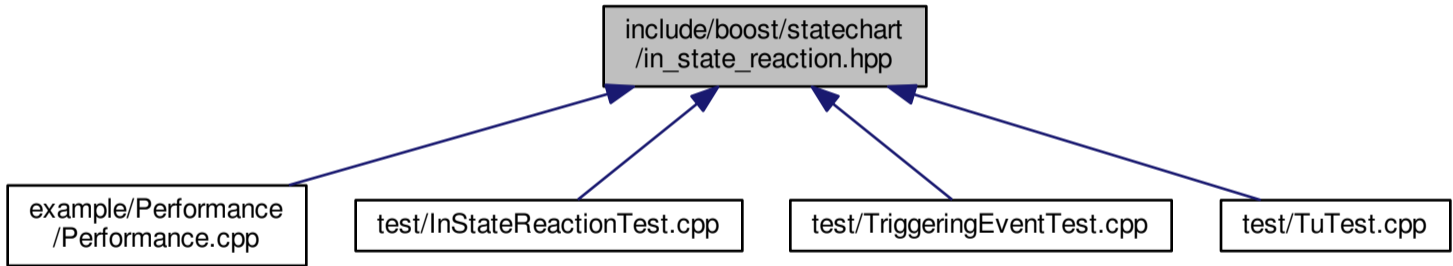 include/boost/statechart
/in_state_reaction.hpp
example/Performance
/Performance.cpp
test/InStateReactionTest.cpp
test/TriggeringEventTest.cpp
test/TuTest.cpp